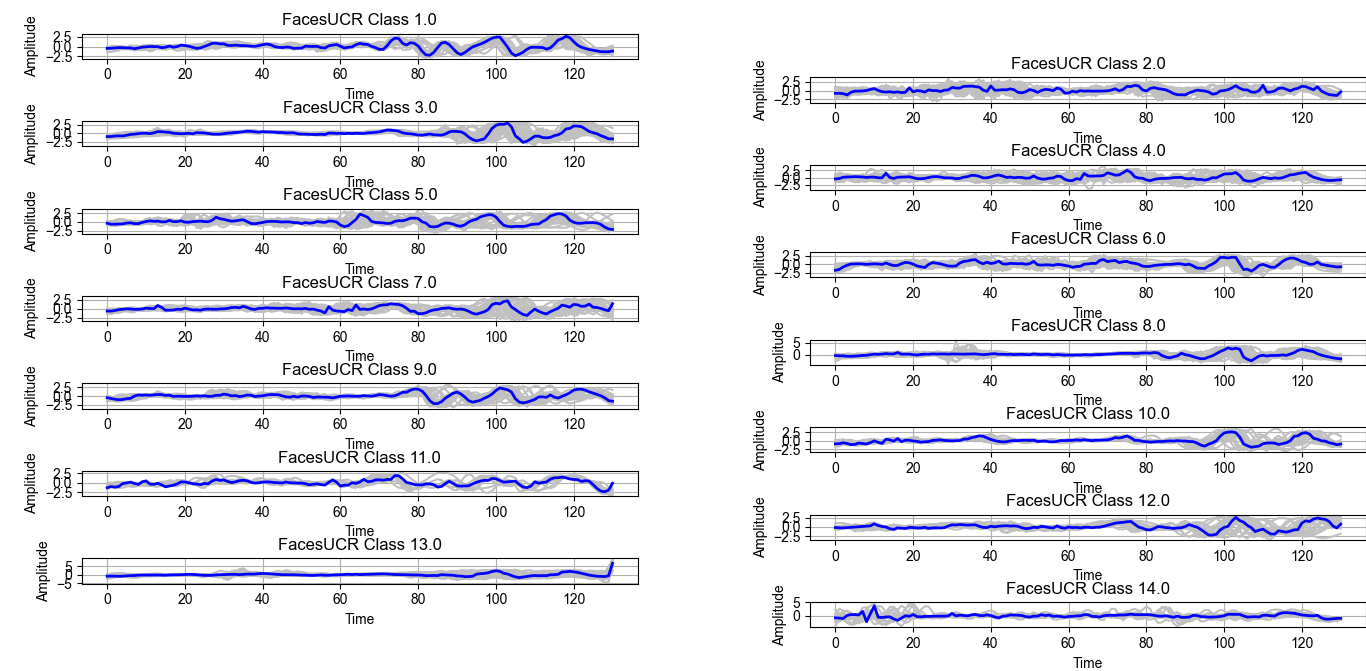 FacesUCR Class 1.0
Amplitude
2.5
0.0
−2.5
0 20 40 60 80 100 120
Time
FacesUCR Class 2.0
Amplitude
2.5
0.0
−2.5
0 20 40 60 80 100 120
Time
FacesUCR Class 3.0
Amplitude
2.5
0.0
−2.5
0 20 40 60 80 100 120
Time
FacesUCR Class 4.0
Amplitude
2.5
0.0
−2.5
0 20 40 60 80 100 120
Time
FacesUCR Class 5.0
Amplitude
2.5
0.0
−2.5
0 20 40 60 80 100 120
Time
FacesUCR Class 6.0
Amplitude
2.5
0.0
−2.5
0 20 40 60 80 100 120
Time
FacesUCR Class 7.0
Amplitude
2.5
0.0
−2.5
0 20 40 60 80 100 120
Time
FacesUCR Class 8.0
Amplitude
5
0
0 20 40 60 80 100 120
Time
FacesUCR Class 9.0
Amplitude
2.5
0.0
−2.5
0 20 40 60 80 100 120
Time
FacesUCR Class 10.0
Amplitude
2.5
0.0
−2.5
0 20 40 60 80 100 120
Time
FacesUCR Class 11.0
Amplitude
2.5
0.0
−2.5
0 20 40 60 80 100 120
Time
FacesUCR Class 12.0
Amplitude
2.5
0.0
−2.5
0 20 40 60 80 100 120
Time
FacesUCR Class 13.0
Amplitude
5
0
−5
0 20 40 60 80 100 120
Time
FacesUCR Class 14.0
Amplitude
5
0
0 20 40 60 80 100 120
Time